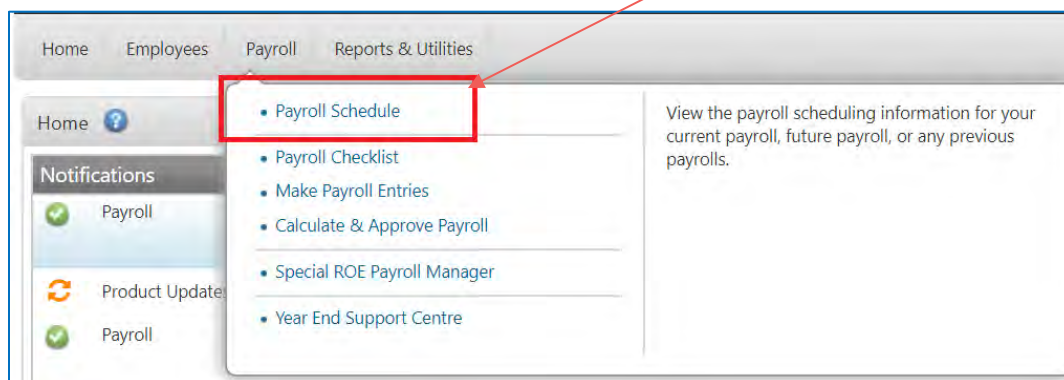 Home Employees Payroll Reports & Utilities
Home
Notifications
Payroll
Product Update
Payroll
• Payroll Schedule
• Payroll Checklist
• Make Payroll Entries
• Calculate & Approve Payroll
• Special ROE Payroll Manager
• Year End Support Centre
View the payroll scheduling information for your
current payroll, future payroll, or any previous
payrolls.